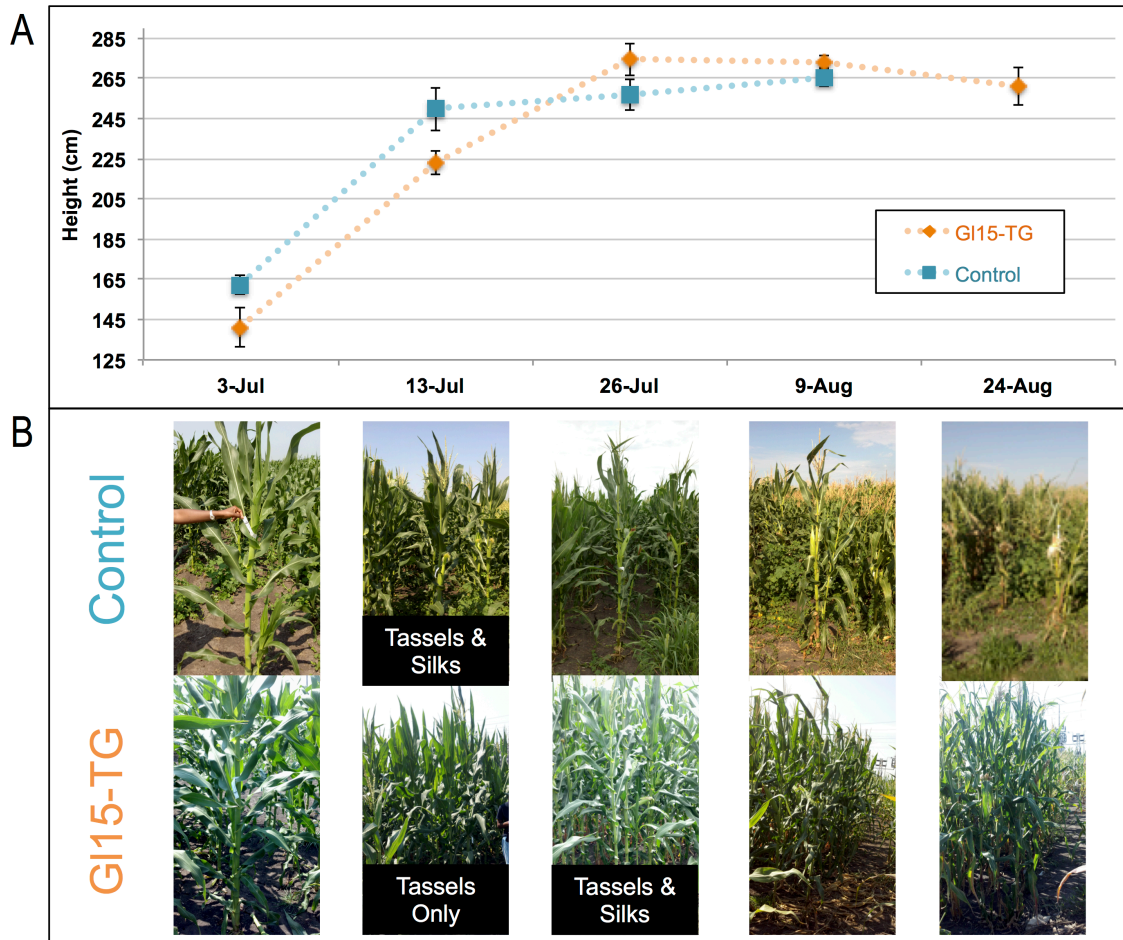 A
285
265
245
225
205
185
165
145
125
Height (cm)
Gl15-TG
Control
3-Jul 13-Jul 26-Jul 9-Aug 24-Aug
B
Control
Tassels &
Silks
Gl15-TG
Tassels
Only
Tassels &
Silks